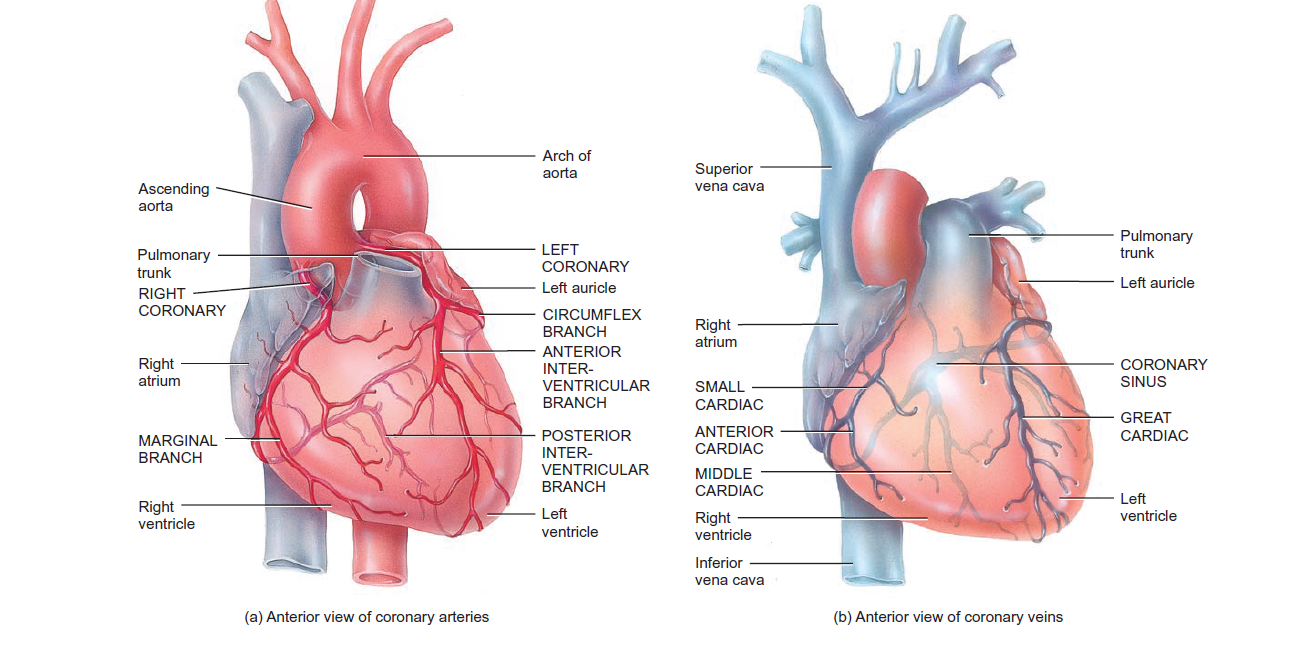 Arch of
aorta
Ascending
aorta
Pulmonary
trunk
RIGHT
CORONARY
Right
atrium
MARGINAL
BRANCH
Right
ventricle
LEFT
CORONARY
Left auricle
CIRCUMFLEX
BRANCH
ANTERIOR
INTER-
VENTRICULAR
BRANCH
POSTERIOR
INTER-
VENTRICULAR
BRANCH
Left
ventricle
(a) Anterior view of coronary arteries
Superior
vena cava
Right
atrium
SMALL
CARDIAC
ANTERIOR
CARDIAC
MIDDLE
CARDIAC
Right
ventricle
Inferior
vena cava
Pulmonary
trunk
Left auricle
CORONARY
SINUS
GREAT
CARDIAC
Left
ventricle
(b) Anterior view of coronary veins